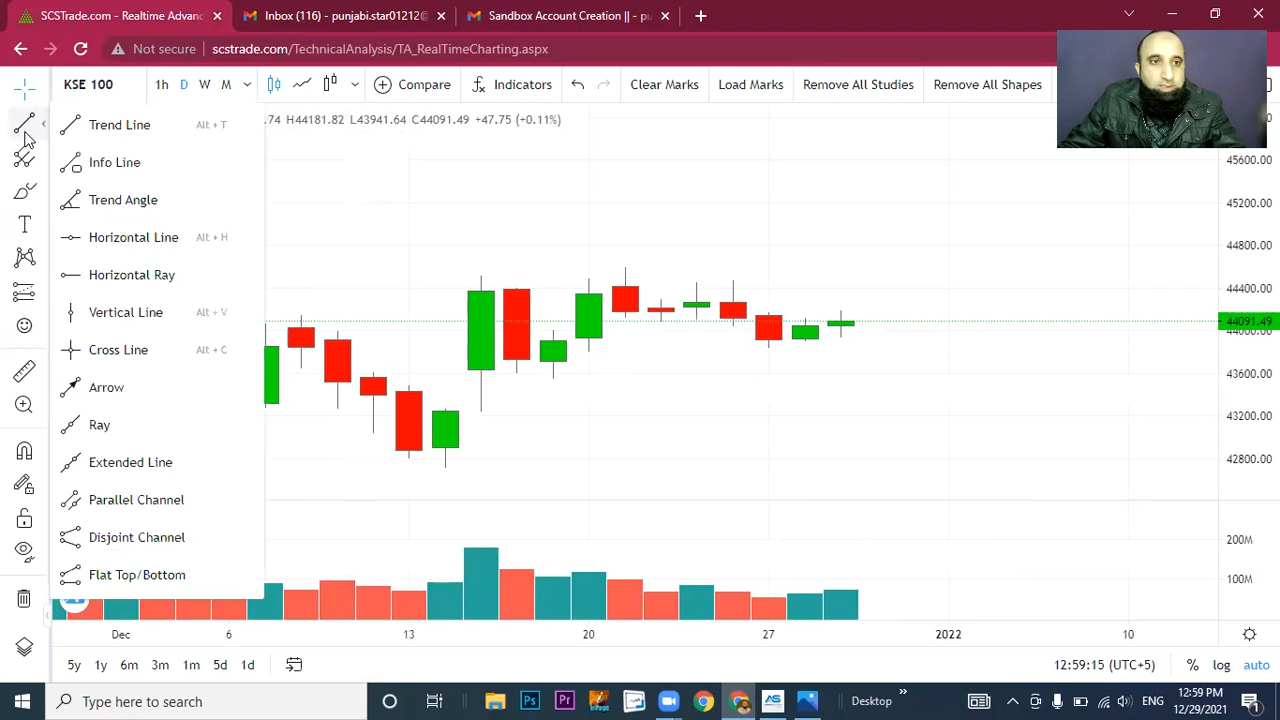 SCSTrade.com: Realtime Advanc
Inbox (116) - punjabi.star01212@
Sandbox Account Creation || - pu
Not secure
scstrade.com/TechnicalAnalysis/TA_RealTimeCharting.aspx
KSE 100
1h D W M
Compare
Indicators
Clear Marks
Load Marks
Remove All Studies
Remove All Shapes
.74 H44181.82 L43941.64 C44091.49 +47.75 (+0.11%)
Trend Line Alt + T
Info Line
Trend Angle
Horizontal Line Alt + H
Horizontal Ray
Vertical Line Alt + V
Cross Line Alt + C
Arrow
Ray
Extended Line
Parallel Channel
Disjoint Channel
Flat Top/Bottom
45600.00
45200.00
44800.00
44400.00
44091.49
44000.00
43600.00
43200.00
42800.00
200M
100M
Dec 6 13 20 27 2022 10
5y 1y 6m 3m 1m 5d 1d
12:59:15 (UTC+5) % log auto
Type here to search
Desktop
12:59 PM
12/29/2021